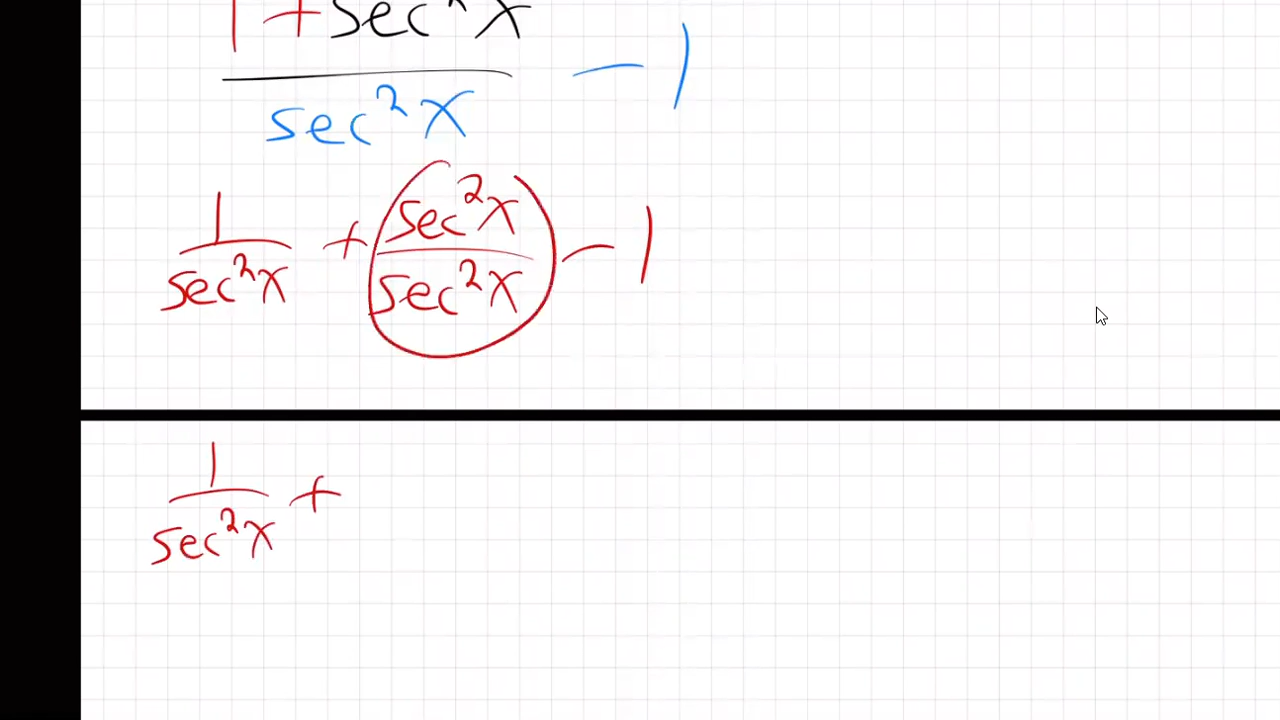 1 + sec²x
sec²x − 1
1/sec²x + sec²x/sec²x − 1
1/sec²x +